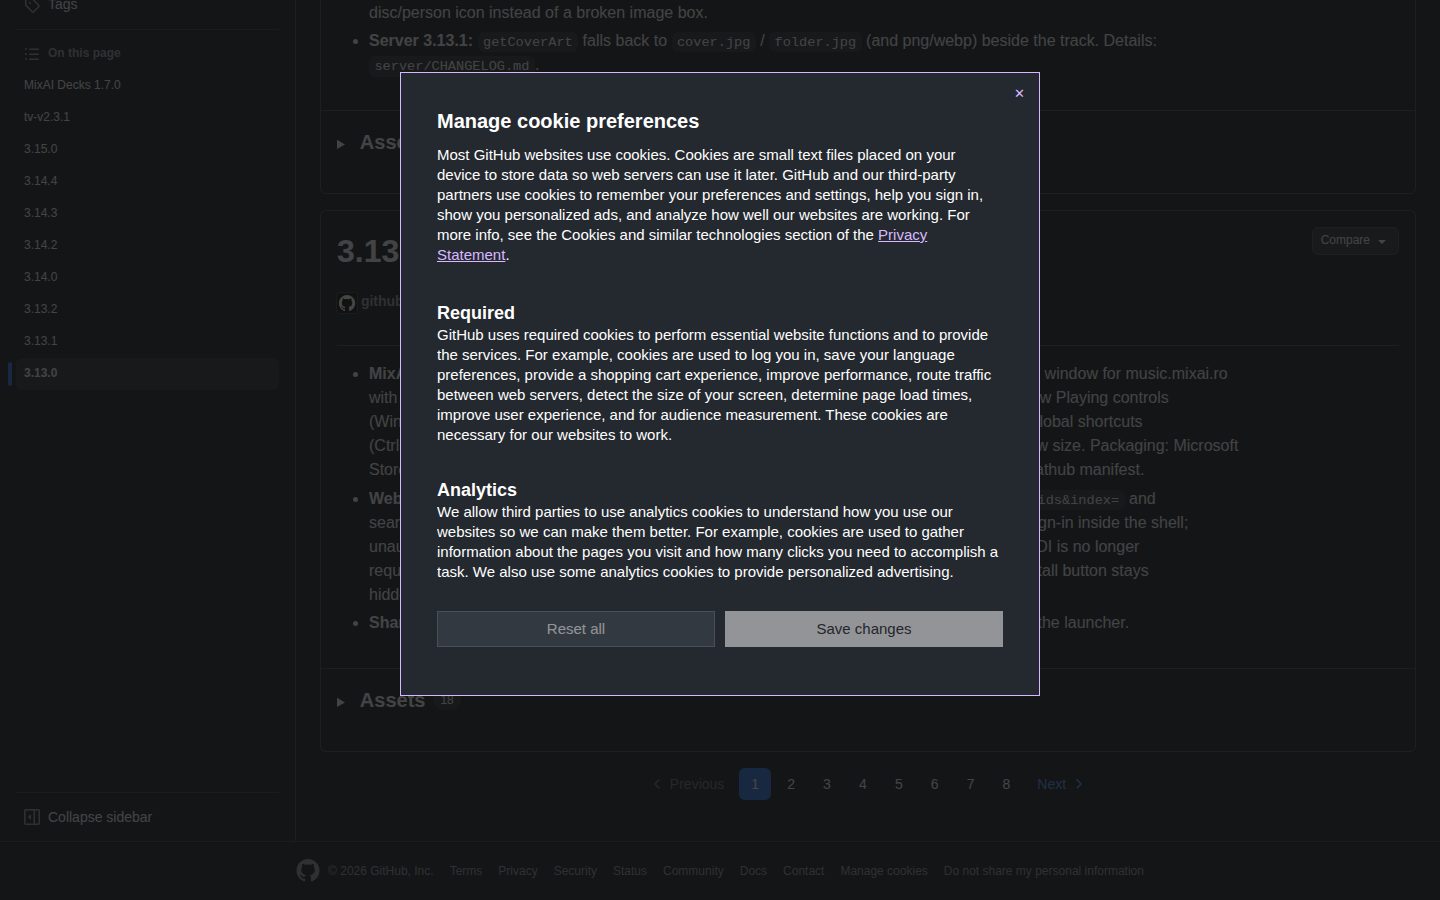 Tags
On this page
MixAI Decks 1.7.0
tv-v2.3.1
3.15.0
3.14.4
3.14.3
3.14.2
3.14.0
3.13.2
3.13.1
3.13.0
Collapse sidebar
disc/person icon instead of a broken image box.
Server 3.13.1: getCoverArt falls back to cover.jpg / folder.jpg (and png/webp) beside the track. Details:
server/CHANGELOG.md.
✕
Manage cookie preferences
Most GitHub websites use cookies. Cookies are small text files placed on your
device to store data so web servers can use it later. GitHub and our third-party
partners use cookies to remember your preferences and settings, help you sign in,
show you personalized ads, and analyze how well our websites are working. For
more info, see the Cookies and similar technologies section of the Privacy
Statement.
Required
GitHub uses required cookies to perform essential website functions and to provide
the services. For example, cookies are used to log you in, save your language
preferences, provide a shopping cart experience, improve performance, route traffic
between web servers, detect the size of your screen, determine page load times,
improve user experience, and for audience measurement. These cookies are
necessary for our websites to work.
Analytics
We allow third parties to use analytics cookies to understand how you use our
websites so we can make them better. For example, cookies are used to gather
information about the pages you visit and how many clicks you need to accomplish a
task. We also use some analytics cookies to provide personalized advertising.
Reset all Save changes
3.13
Compare
github
window for music.mixai.ro
with Playing controls
shortcuts
size. Packaging: Microsoft
manifest.
ids&index= and
sign-in inside the shell;
is no longer
button stays
the launcher.
Assets 18
Previous 1 2 3 4 5 6 7 8 Next
© 2026 GitHub, Inc. Terms Privacy Security Status Community Docs Contact Manage cookies Do not share my personal information